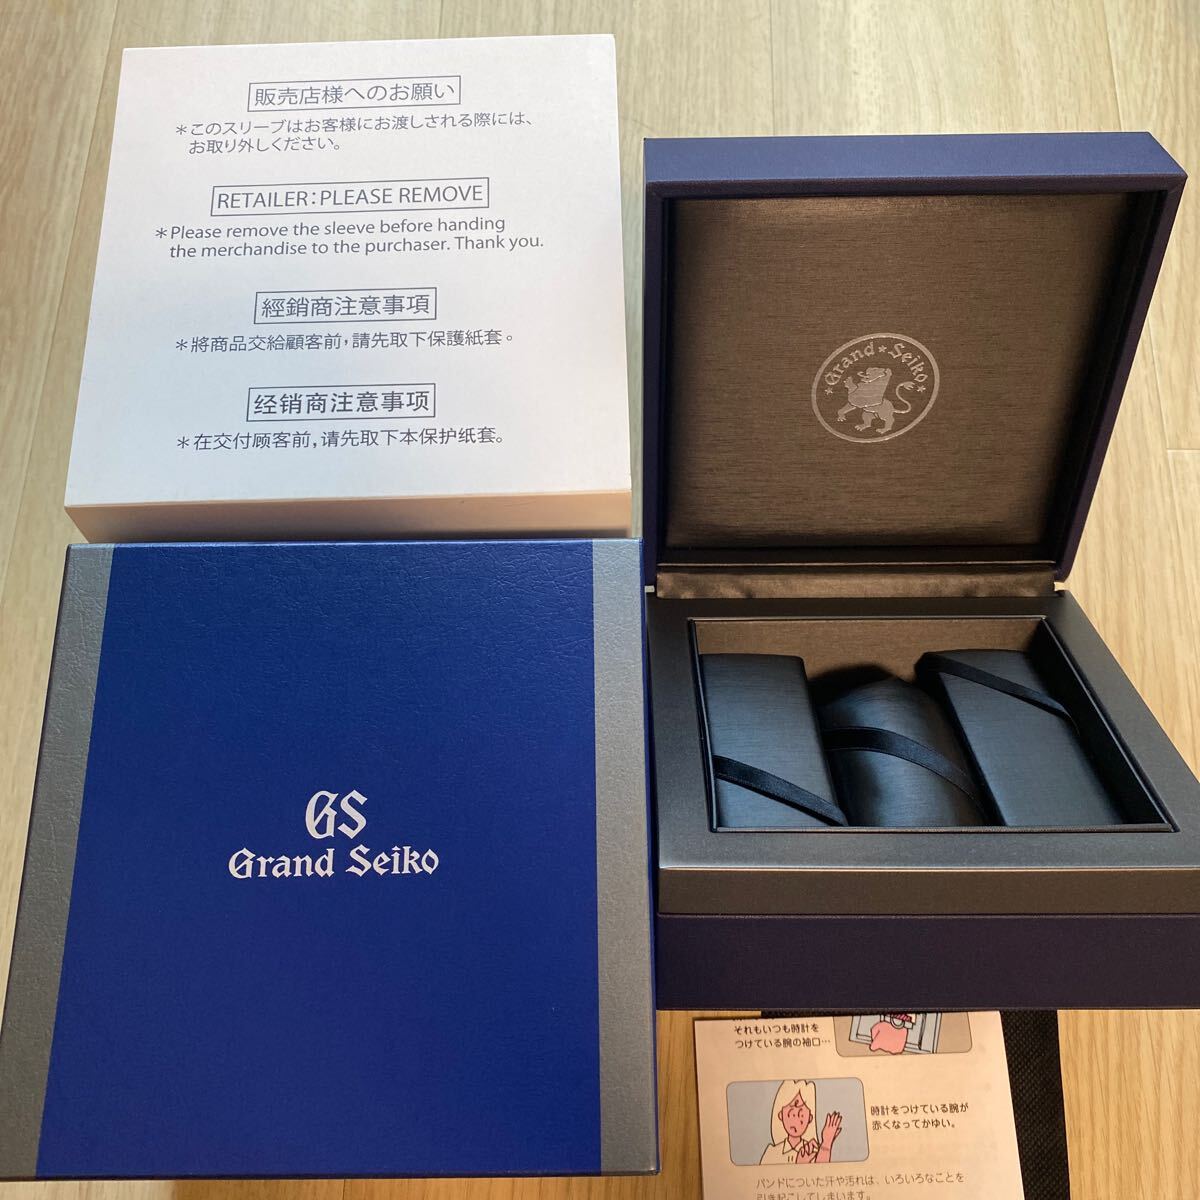 販売店様へのお願い
＊このスリーブはお客様にお渡しされる際には、
お取り外しください。
RETAILER:PLEASE REMOVE
＊Please remove the sleeve before handing
the merchandise to the purchaser. Thank you.
經銷商注意事項
＊將商品交給顧客前，請先取下保護紙套。
经销商注意事项
＊在交付顾客前，请先取下本保护纸套。
Grand★Seiko
GS
Grand Seiko
それもいつも時計を
つけている腕の袖口…
時計をつけている腕が
赤くなってかゆい。
バンドについた汗や汚れは、いろいろなことを
引き起こしてしまいます。